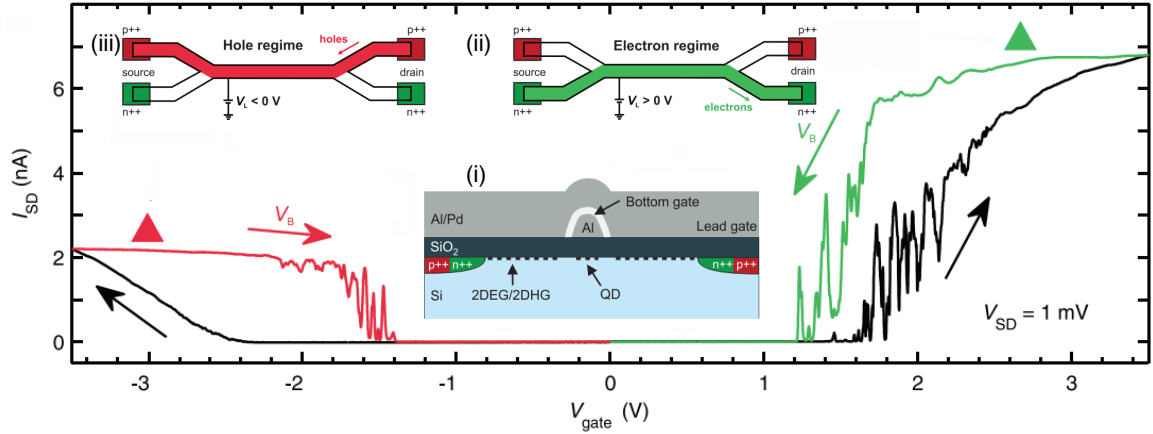 (iii)
p++
Hole regime
holes
p++
source
drain
n++
V_L < 0 V
n++
(ii)
p++
Electron regime
p++
source
drain
n++
V_L > 0 V
electrons
n++
V_B
V_B
(i)
Bottom gate
Al/Pd
Al
Lead gate
SiO₂
p++ n++
n++ p++
Si
2DEG/2DHG
QD
V_SD = 1 mV
I_SD (nA)
6
4
2
0
-3
-2
-1
0
1
2
3
V_gate (V)